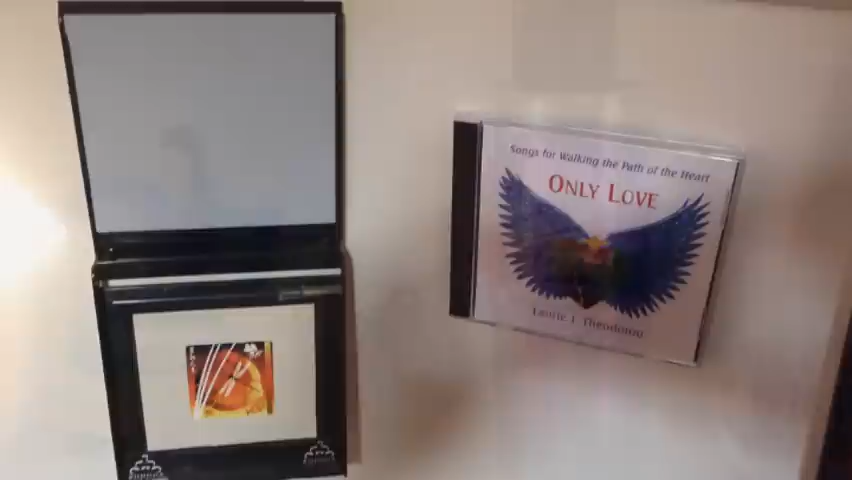 Songs for Walking the Path of the Heart
ONLY LOVE
Laurie J Theodorou